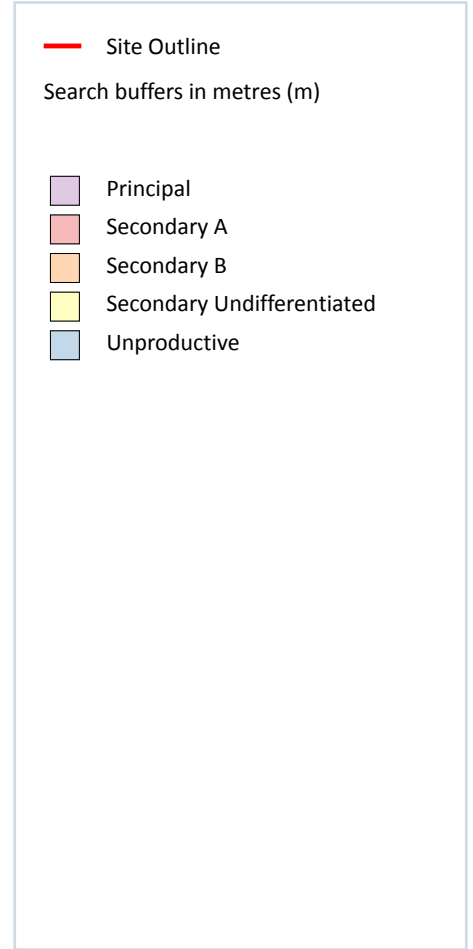 Site Outline
Search buffers in metres (m)
Principal
Secondary A
Secondary B
Secondary Undifferentiated
Unproductive